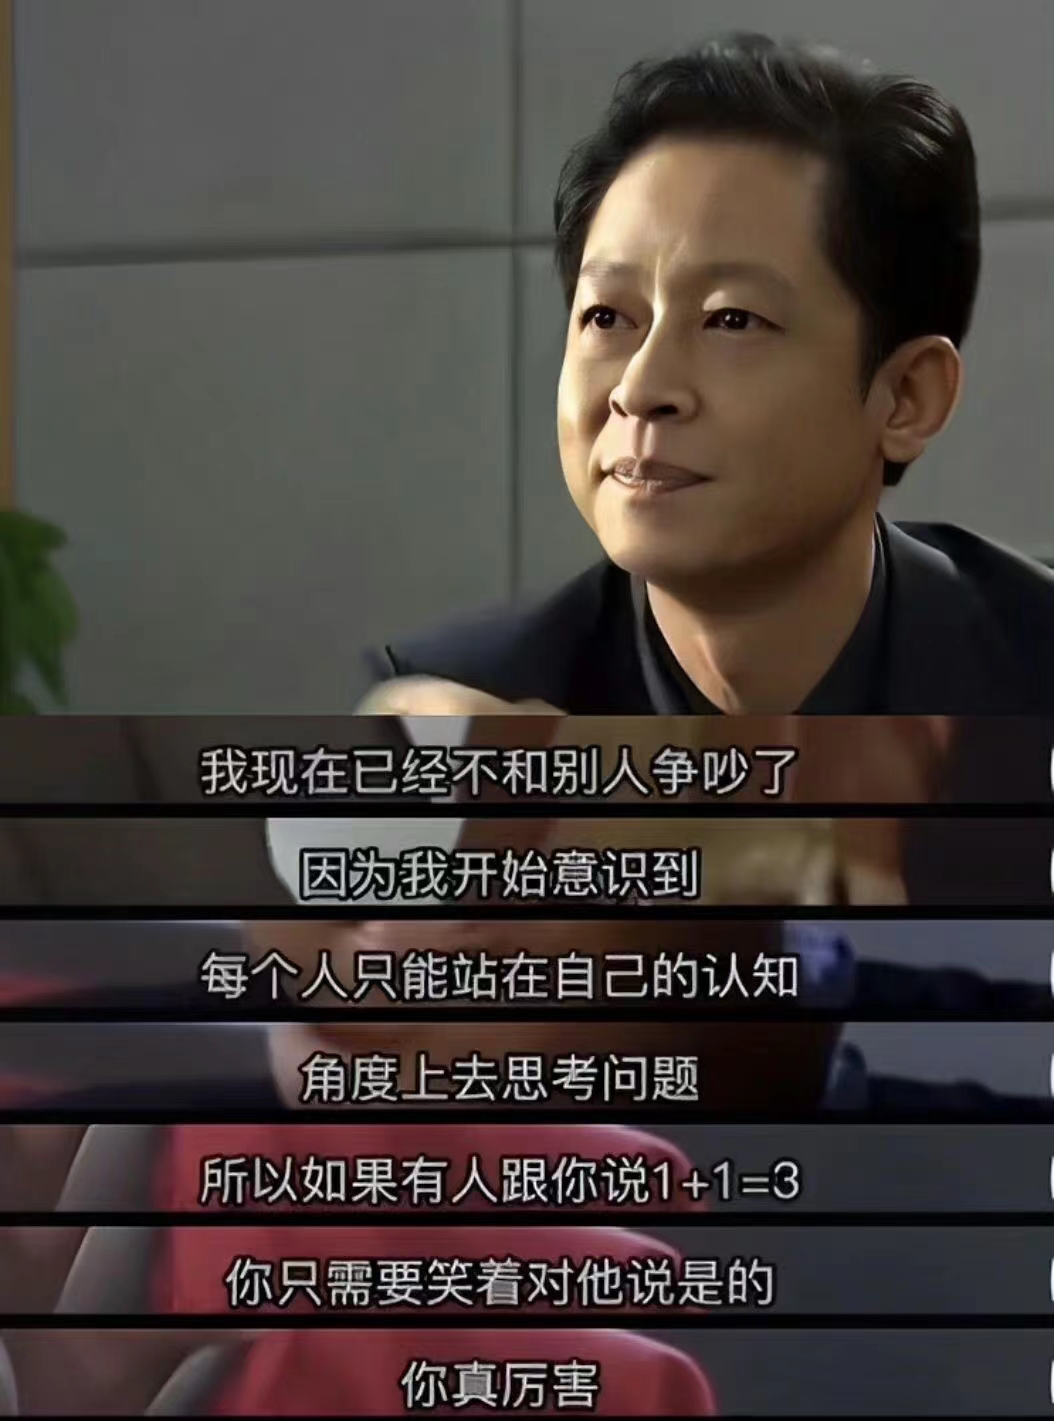 我现在已经不和别人争吵了
因为我开始意识到
每个人只能站在自己的认知
角度上去思考问题
所以如果有人跟你说1+1=3
你只需要笑着对他说是的
你真厉害